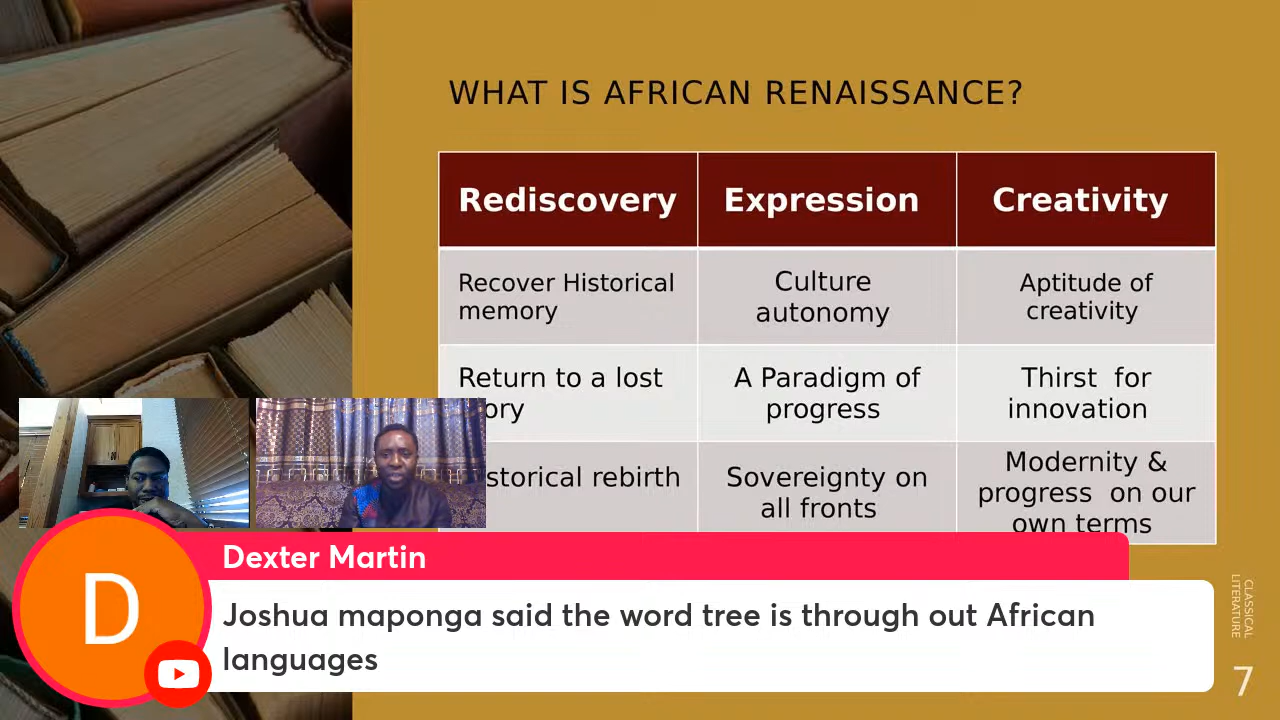 WHAT IS AFRICAN RENAISSANCE?
Rediscovery
Expression
Creativity
Recover Historical
memory
Culture
autonomy
Aptitude of
creativity
Return to a lost
A Paradigm of
progress
Thirst for
innovation
rebirth
Sovereignty on
all fronts
Modernity &
progress on our
own terms
CLASSICAL
LITERATURE
7
Dexter Martin
D
Joshua maponga said the word tree is through out African
languages